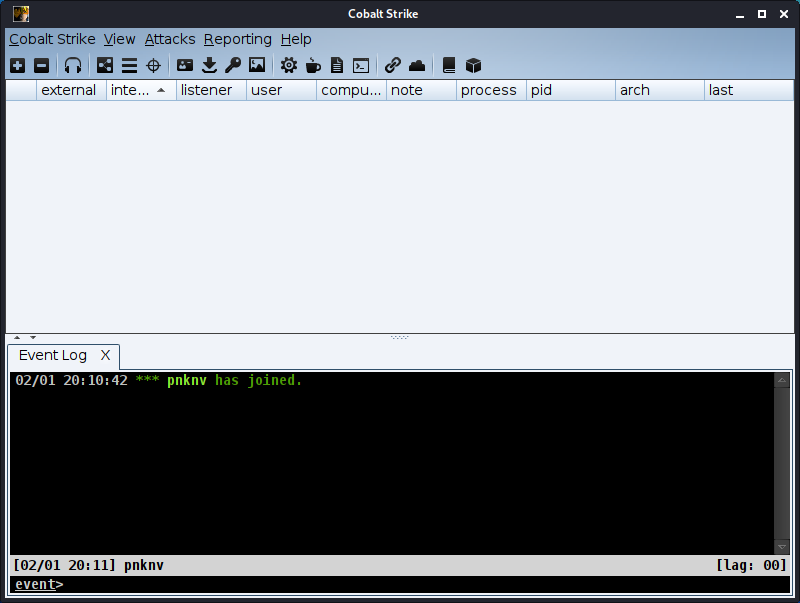 Cobalt Strike
Cobalt Strike View Attacks Reporting Help
external inte... listener user compu... note process pid arch last
Event Log X
02/01 20:10:42 *** pnknv has joined.
[02/01 20:11] pnknv [lag: 00]
event>